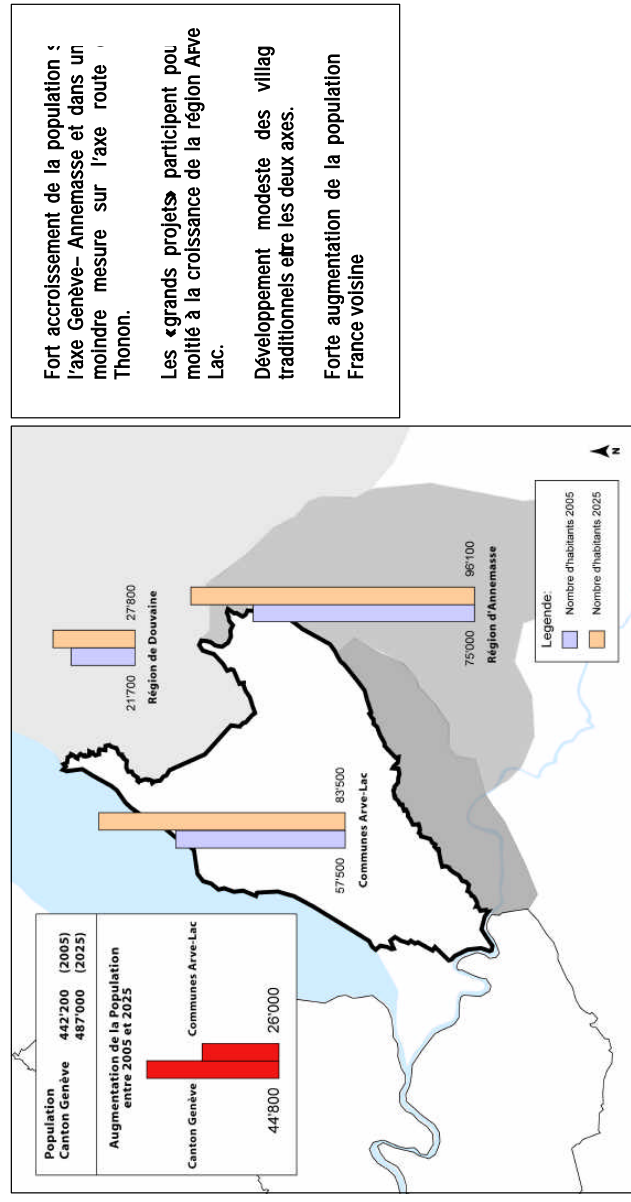 Population
Canton Genève 442'200 (2005)
487'000 (2025)
Augmentation de la Population
entre 2005 et 2025
Canton Genève Communes Arve-Lac
44'800 26'000
57'500 83'500
Communes Arve-Lac
21'700 27'800
Région de Douvaine
75'000 96'100
Région d'Annemasse
Legende:
Nombre d'habitants 2005
Nombre d'habitants 2025
N
Fort accroissement de la population
l'axe Genève– Annemasse et dans un
moindre mesure sur l'axe route
Thonon.
Les «grands projets» participent pou
moitié à la croissance de la région Arve
Lac.
Développement modeste des villag
traditionnels etre les deux axes.
Forte augmentation de la population
France voisine